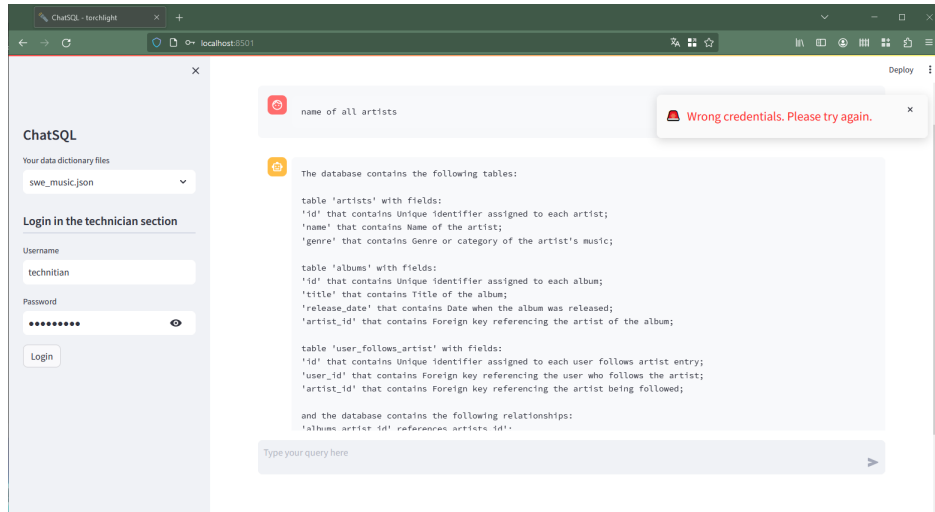 ChatSQL - torchlight
localhost:8501
Deploy
ChatSQL
Your data dictionary files
swe_music.json
Login in the technician section
Username
technitian
Password
Login
name of all artists
Wrong credentials. Please try again.
The database contains the following tables:
table 'artists' with fields:
'id' that contains Unique identifier assigned to each artist;
'name' that contains Name of the artist;
'genre' that contains Genre or category of the artist's music;
table 'albums' with fields:
'id' that contains Unique identifier assigned to each album;
'title' that contains Title of the album;
'release_date' that contains Date when the album was released;
'artist_id' that contains Foreign key referencing the artist of the album;
table 'user_follows_artist' with fields:
'id' that contains Unique identifier assigned to each user follows artist entry;
'user_id' that contains Foreign key referencing the user who follows the artist;
'artist_id' that contains Foreign key referencing the artist being followed;
and the database contains the following relationships:
'albums.artist_id' references artists.id';
Type your query here